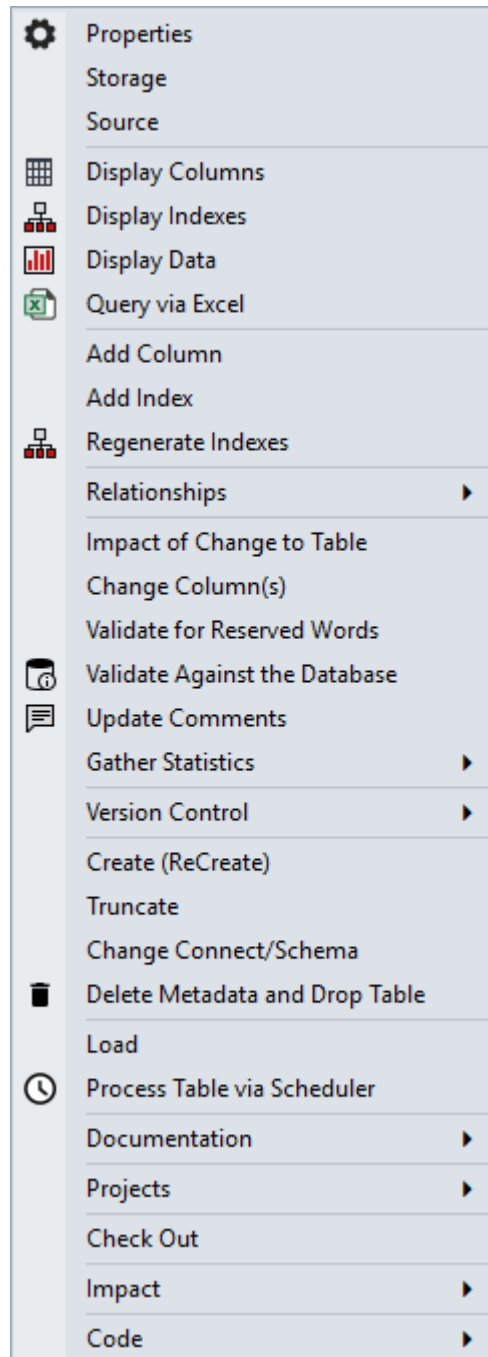 Properties
Storage
Source
Display Columns
Display Indexes
Display Data
Query via Excel
Add Column
Add Index
Regenerate Indexes
Relationships
Impact of Change to Table
Change Column(s)
Validate for Reserved Words
Validate Against the Database
Update Comments
Gather Statistics
Version Control
Create (ReCreate)
Truncate
Change Connect/Schema
Delete Metadata and Drop Table
Load
Process Table via Scheduler
Documentation
Projects
Check Out
Impact
Code